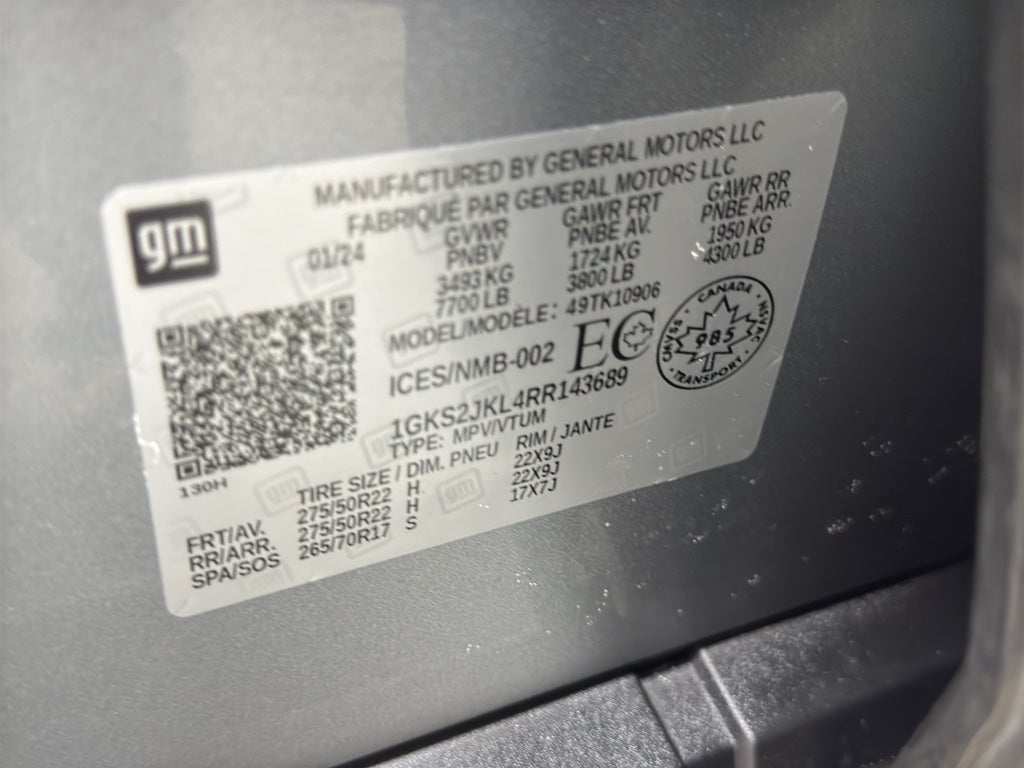 gm
MANUFACTURED BY GENERAL MOTORS LLC
FABRIQUÉ PAR GENERAL MOTORS LLC
01/24 GVWR GAWR FRT GAWR RR
PNBV PNBE AV. PNBE ARR.
3493 KG 1724 KG 1950 KG
7700 LB 3800 LB 4300 LB
MODEL/MODÈLE: 49TK10906
ICES/NMB-002 EC
CANADA
CMVSS 985 NSVAC
TRANSPORT
1GKS2JKL4RR143689
TYPE: MPV/VTUM
130H
TIRE SIZE / DIM. PNEU RIM / JANTE
FRT/AV. 275/50R22 H 22X9J
RR/ARR. 275/50R22 H 22X9J
SPA/SOS 265/70R17 S 17X7J